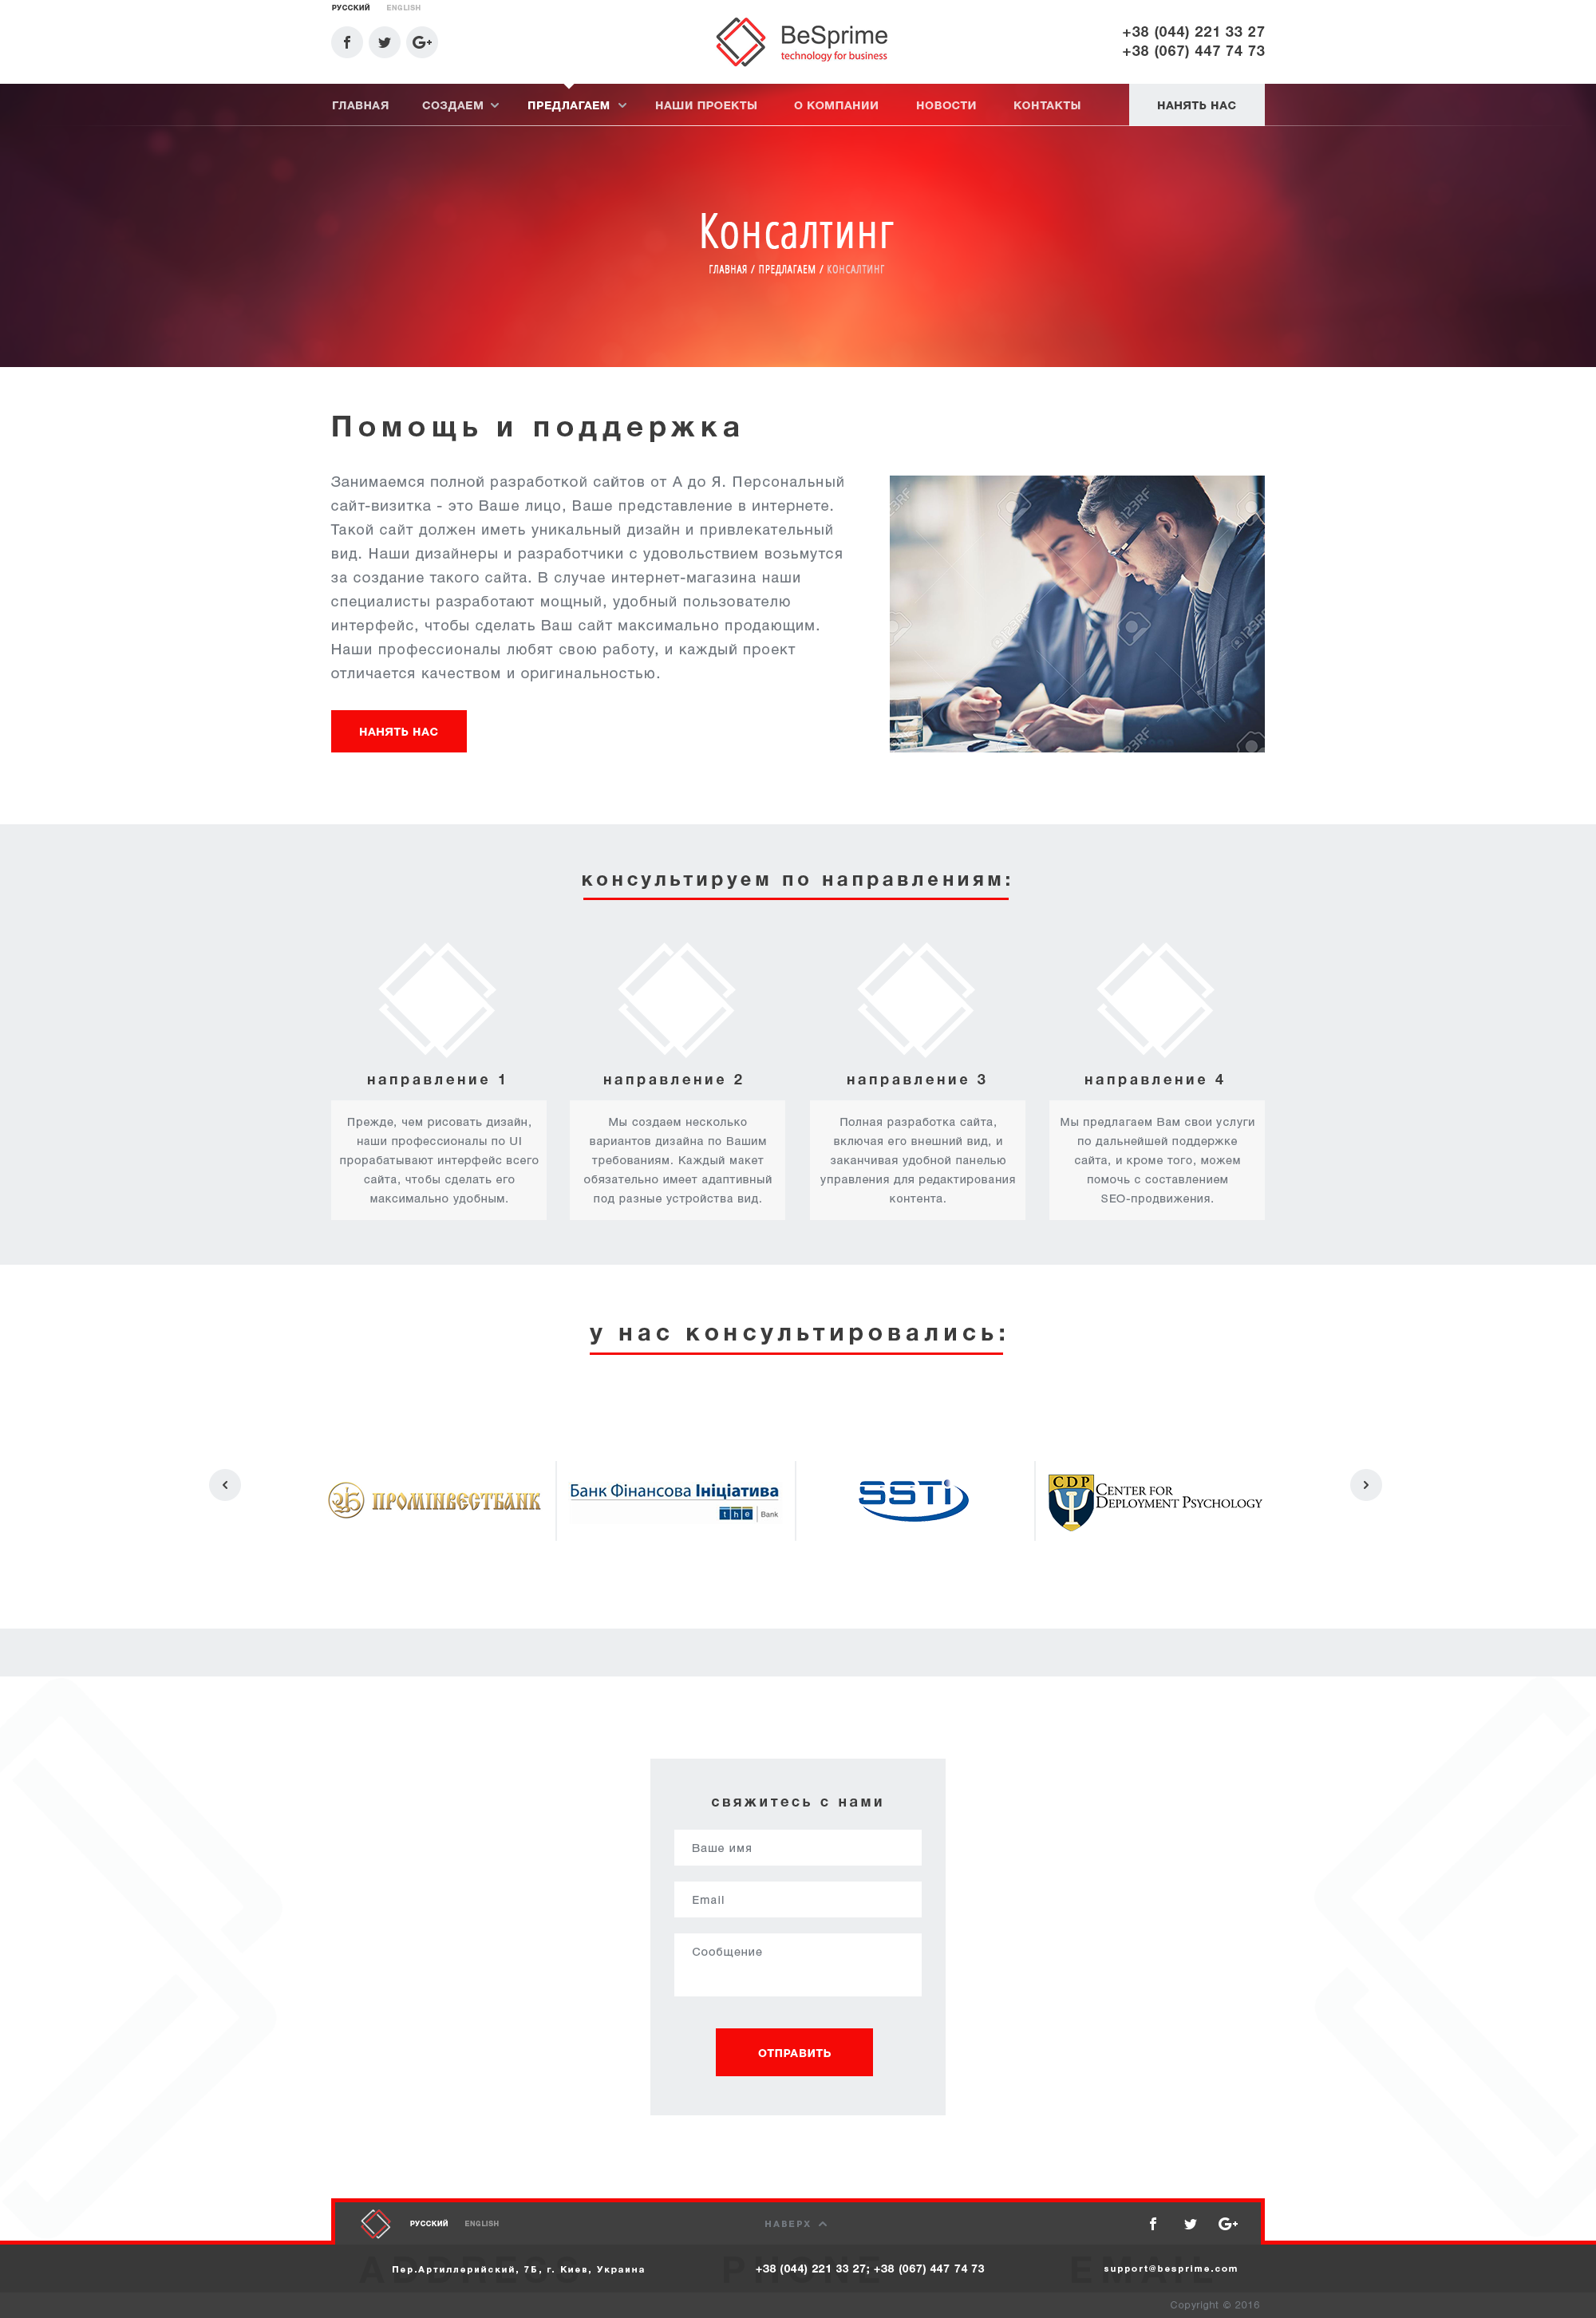 РУССКИЙ ENGLISH
BeSprime
technology for business
+38 (044) 221 33 27
+38 (067) 447 74 73
ГЛАВНАЯ СОЗДАЕМ ПРЕДЛАГАЕМ НАШИ ПРОЕКТЫ О КОМПАНИИ НОВОСТИ КОНТАКТЫ НАНЯТЬ НАС
Консалтинг
ГЛАВНАЯ / ПРЕДЛАГАЕМ / КОНСАЛТИНГ
Помощь и поддержка
Занимаемся полной разработкой сайтов от А до Я. Персональный
сайт-визитка - это Ваше лицо, Ваше представление в интернете.
Такой сайт должен иметь уникальный дизайн и привлекательный
вид. Наши дизайнеры и разработчики с удовольствием возьмутся
за создание такого сайта. В случае интернет-магазина наши
специалисты разработают мощный, удобный пользователю
интерфейс, чтобы сделать Ваш сайт максимально продающим.
Наши профессионалы любят свою работу, и каждый проект
отличается качеством и оригинальностью.
НАНЯТЬ НАС
123RF
консультируем по направлениям:
направление 1
Прежде, чем рисовать дизайн,
наши профессионалы по UI
прорабатывают интерфейс всего
сайта, чтобы сделать его
максимально удобным.
направление 2
Мы создаем несколько
вариантов дизайна по Вашим
требованиям. Каждый макет
обязательно имеет адаптивный
под разные устройства вид.
направление 3
Полная разработка сайта,
включая его внешний вид, и
заканчивая удобной панелью
управления для редактирования
контента.
направление 4
Мы предлагаем Вам свои услуги
по дальнейшей поддержке
сайта, и кроме того, можем
помочь с составлением
SEO-продвижения.
у нас консультировались:
ПРОМІНВЕСТБАНК
Банк Фінансова Ініціатива
the Bank
SSTi
CDP
CENTER FOR
DEPLOYMENT PSYCHOLOGY
свяжитесь с нами
Ваше имя
Email
Сообщение
ОТПРАВИТЬ
РУССКИЙ ENGLISH
НАВЕРХ
Пер.Артиллерийский, 7Б, г. Киев, Украина
+38 (044) 221 33 27; +38 (067) 447 74 73
support@besprime.com
Copyright © 2016